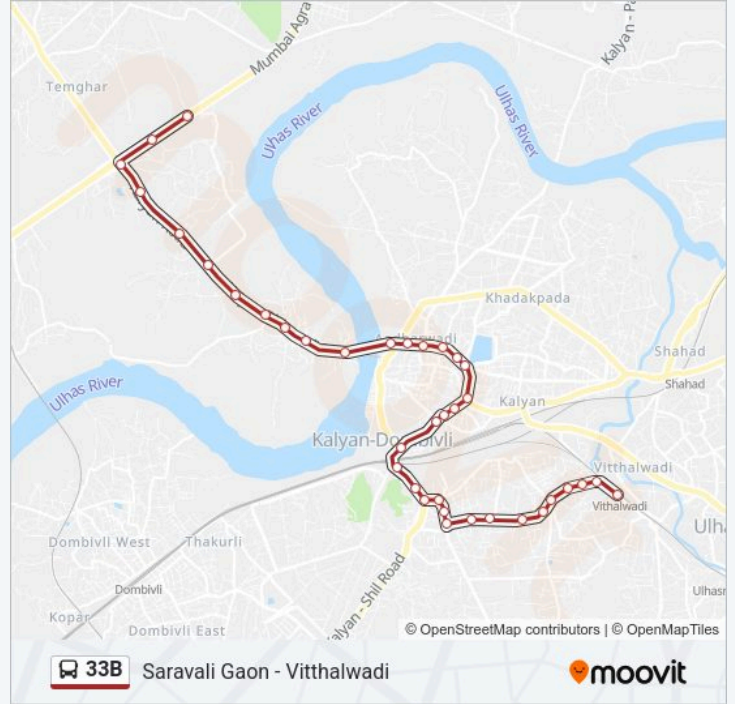 Mumbai Agra
Kalyan - Pa
Temghar
Ulhas River
Ulhas River
Khadakpada
Shahad
Shahad
Ulhas River
Kalyan
Kalyan-Dombivli
Vitthalwadi
Vithalwadi
Ulha
Dombivli West
Thakurli
Dombivli
Kalyan - Shil Road
Ulhasn
Kopar
Dombivli East
© OpenStreetMap contributors | © OpenMapTiles
33B Saravali Gaon - Vitthalwadi
moovit